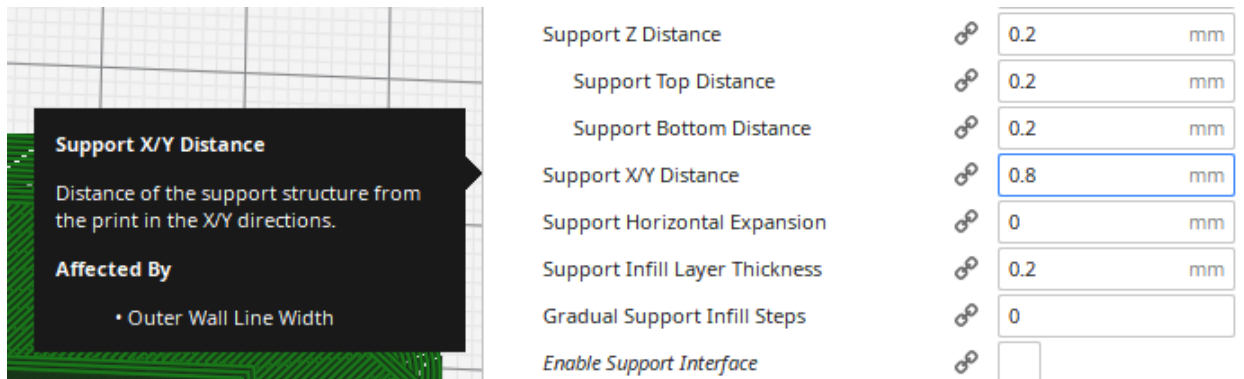 Support Z Distance 0.2 mm
Support Top Distance 0.2 mm
Support Bottom Distance 0.2 mm
Support X/Y Distance 0.8 mm
Support Horizontal Expansion 0 mm
Support Infill Layer Thickness 0.2 mm
Gradual Support Infill Steps 0
Enable Support Interface
Support X/Y Distance
Distance of the support structure from
the print in the X/Y directions.
Affected By
• Outer Wall Line Width